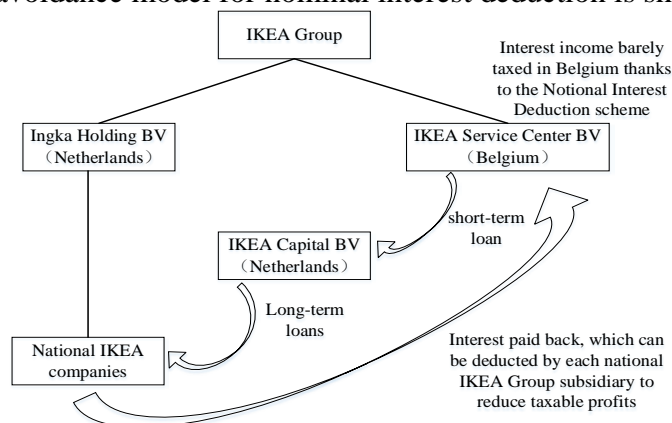 avoidance model for nominal interest deduction is sh
IKEA Group
Interest income barely
taxed in Belgium thanks
to the Notional Interest
Deduction scheme
Ingka Holding BV
（Netherlands）
IKEA Service Center BV
（Belgium）
short-term
loan
IKEA Capital BV
（Netherlands）
Long-term
loans
National IKEA
companies
Interest paid back, which can
be deducted by each national
IKEA Group subsidiary to
reduce taxable profits